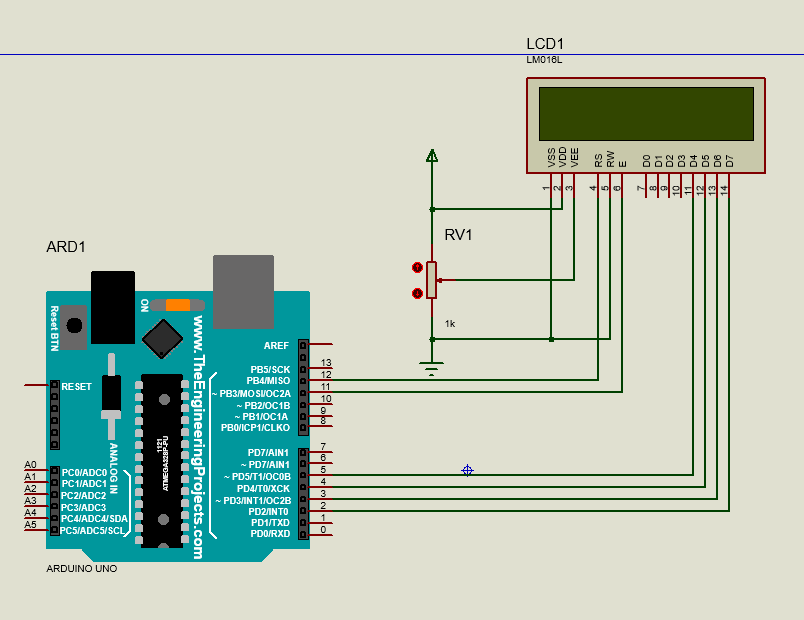 LCD1
LM016L
VSS
VDD
VEE
RS
RW
E
D0
D1
D2
D3
D4
D5
D6
D7
1
2
3
4
5
6
7
8
9
10
11
12
13
14
RV1
1k
ARD1
Reset BTN
ON
www.TheEngineeringProjects.com
ANALOG IN
1121
ATMEGA328P-PU
RESET
A0 PC0/ADC0
A1 PC1/ADC1
A2 PC2/ADC2
A3 PC3/ADC3
A4 PC4/ADC4/SDA
A5 PC5/ADC5/SCL
AREF
PB5/SCK 13
PB4/MISO 12
~ PB3/MOSI/OC2A 11
~ PB2/OC1B 10
~ PB1/OC1A 9
PB0/ICP1/CLKO 8
PD7/AIN1 7
~ PD7/AIN1 6
~ PD5/T1/OC0B 5
PD4/T0/XCK 4
~ PD3/INT1/OC2B 3
PD2/INT0 2
PD1/TXD 1
PD0/RXD 0
ARDUINO UNO